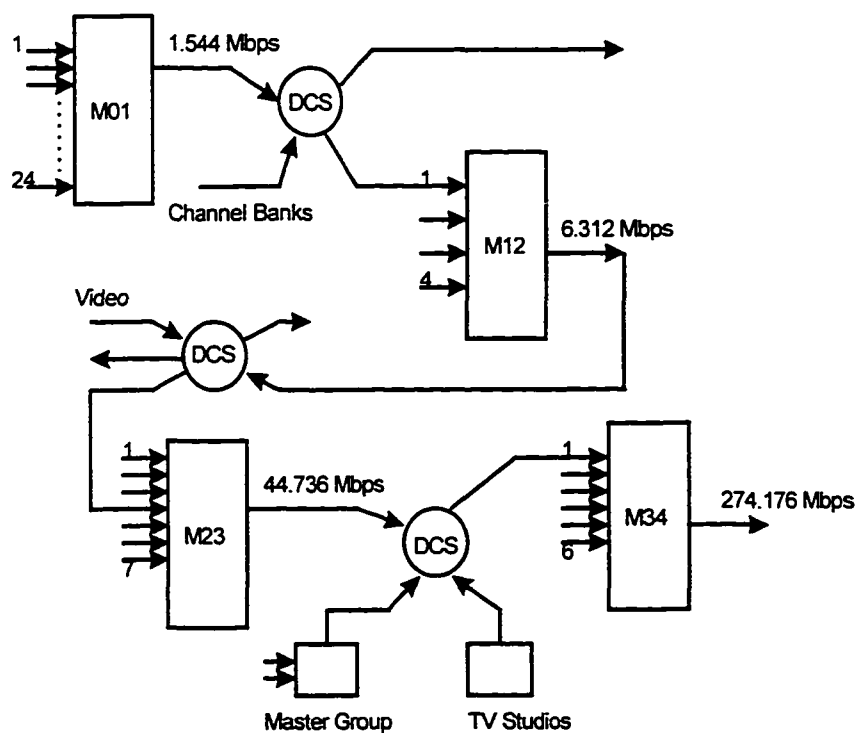 1
24
M01
1.544 Mbps
DCS
Channel Banks
1
4
M12
6.312 Mbps
Video
DCS
1
7
M23
44.736 Mbps
DCS
1
6
M34
274.176 Mbps
Master Group
TV Studios